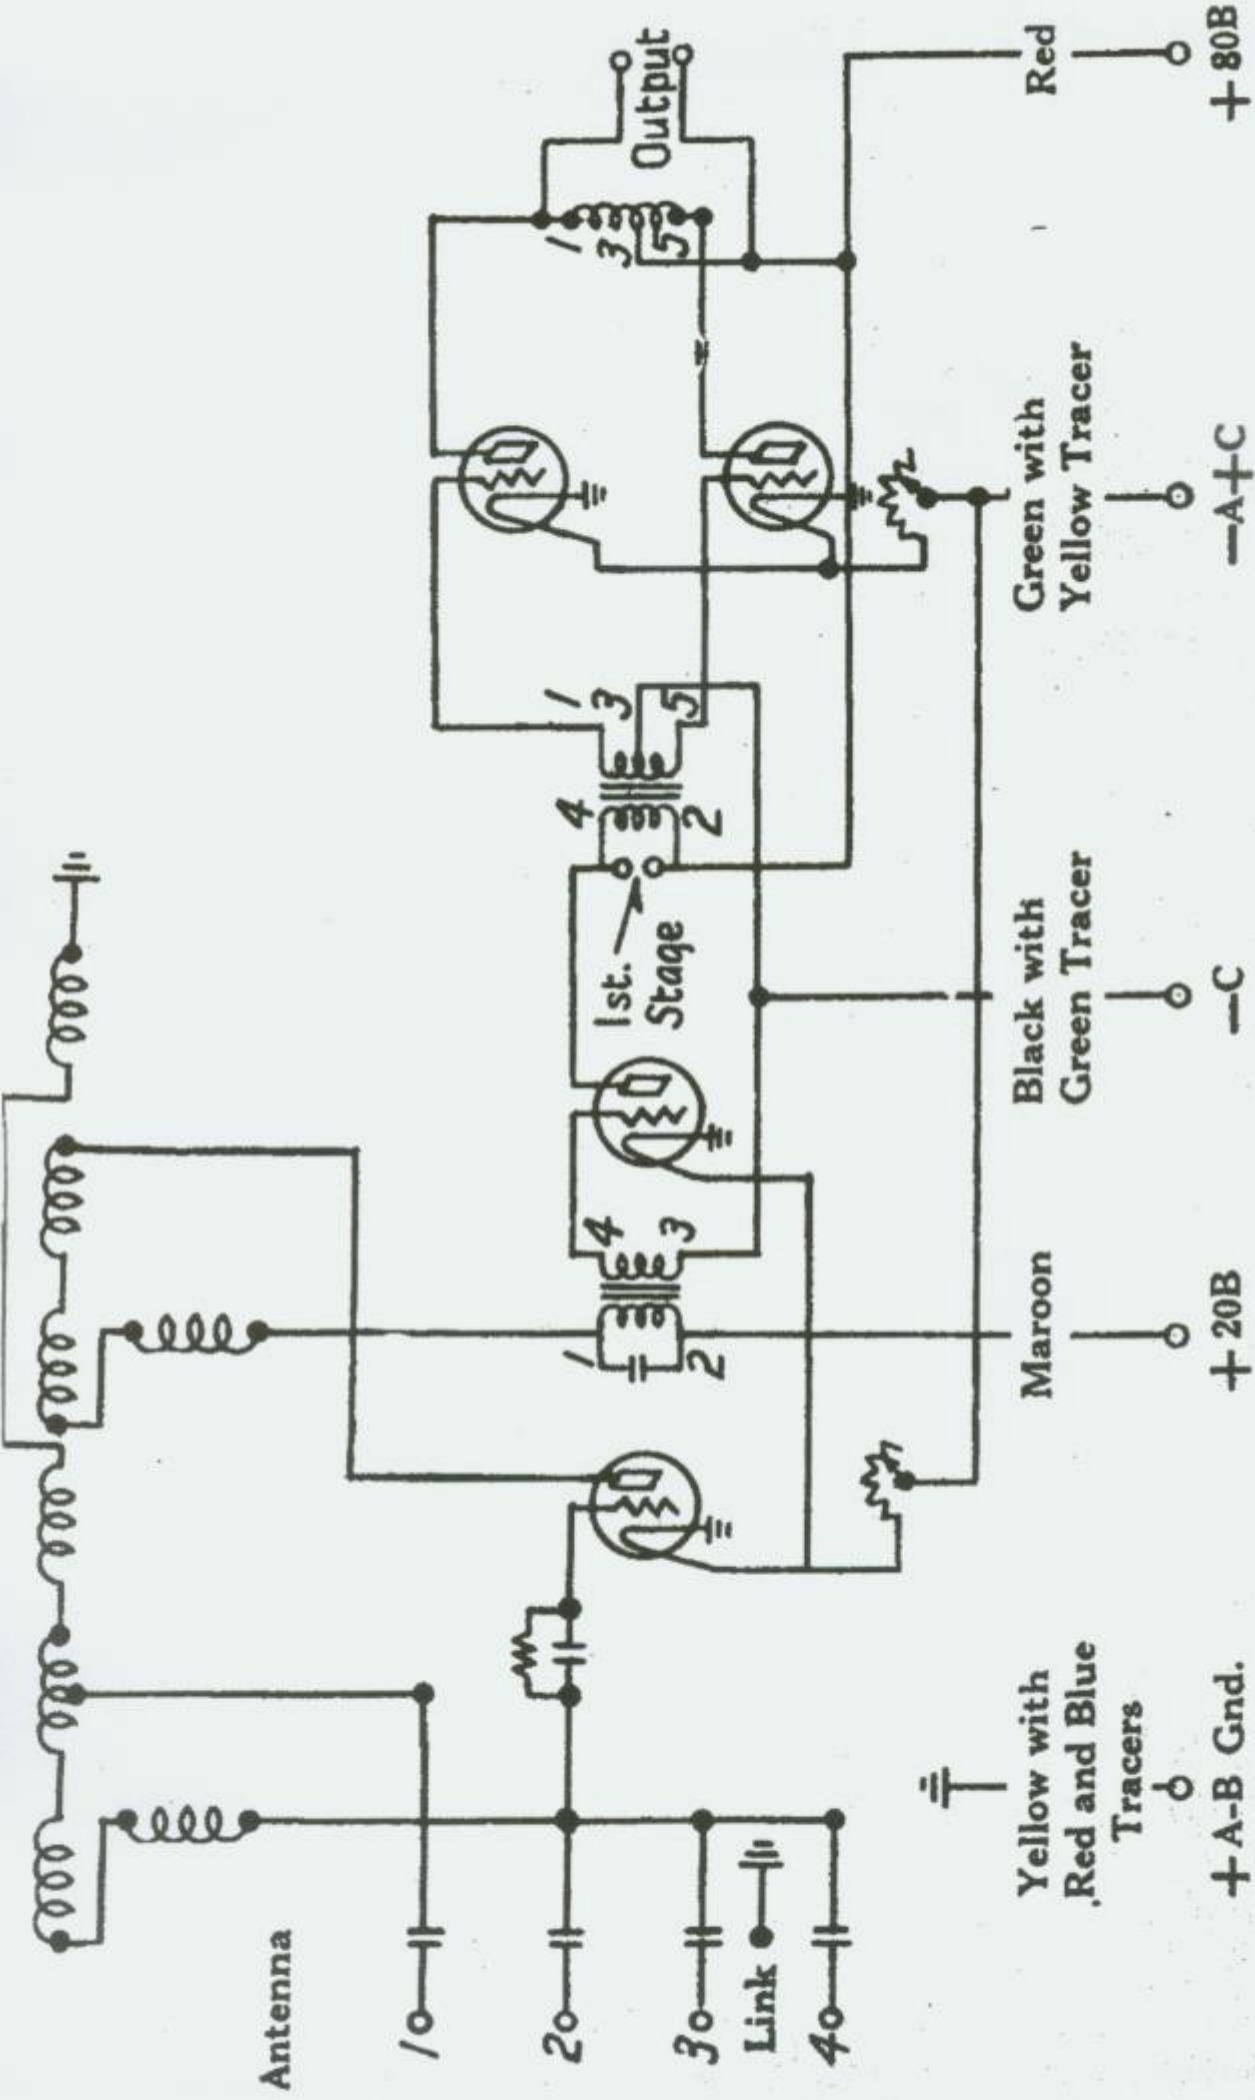 Antenna
1
2
3
Link
4
1
2
4
3
1st.
Stage
4
2
1
3
5
1
3
5
Output
Yellow with
Red and Blue
Tracers
+ A-B Gnd.
Maroon
+ 20B
Black with
Green Tracer
—C
Green with
Yellow Tracer
—A+C
Red
+ 80B